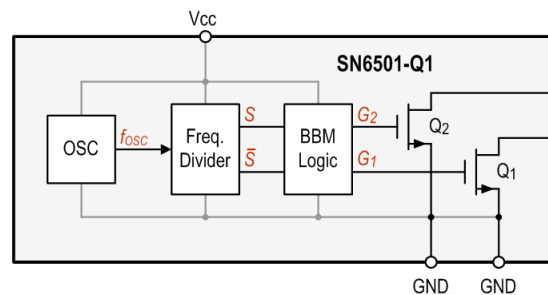 Vcc
SN6501-Q1
OSC
fOSC
Freq.
Divider
S
S̅
BBM
Logic
G2
G1
Q2
Q1
GND
GND